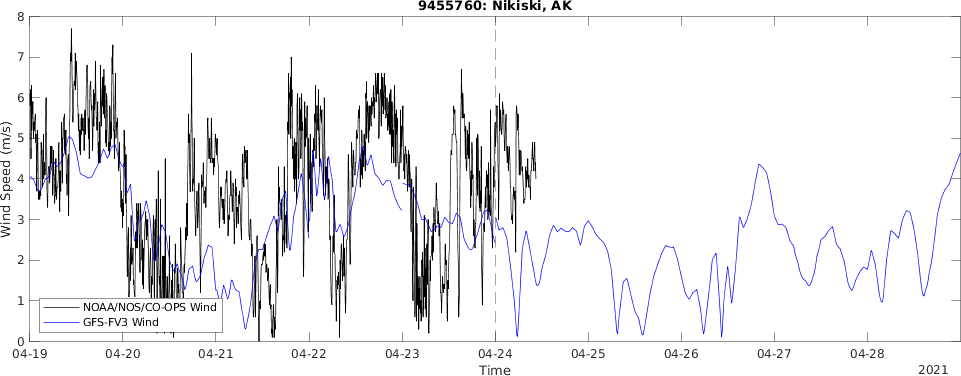 9455760: Nikiski, AK
8
7
6
5
4
3
2
1
0
Wind Speed (m/s)
NOAA/NOS/CO-OPS Wind
GFS-FV3 Wind
04-19 04-20 04-21 04-22 04-23 04-24 04-25 04-26 04-27 04-28
Time
2021